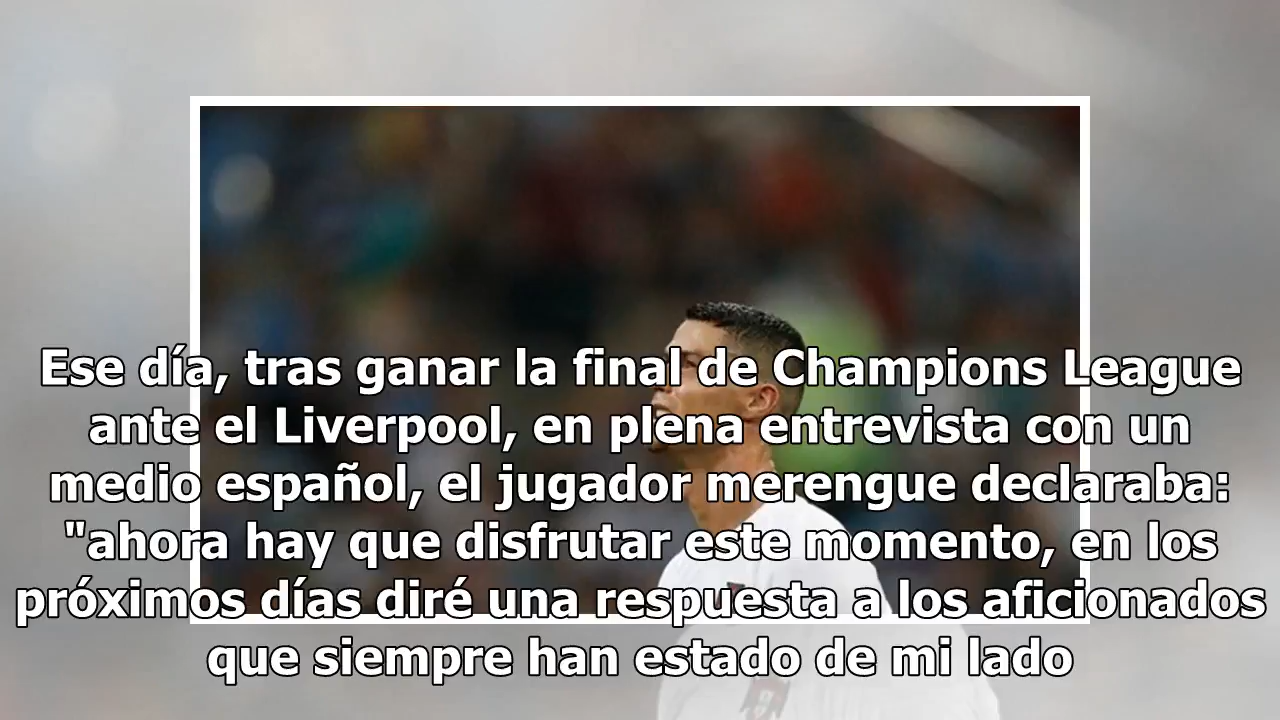 Ese día, tras ganar la final de Champions League
ante el Liverpool, en plena entrevista con un
medio español, el jugador merengue declaraba:
"ahora hay que disfrutar este momento, en los
próximos días diré una respuesta a los aficionados
que siempre han estado de mi lado